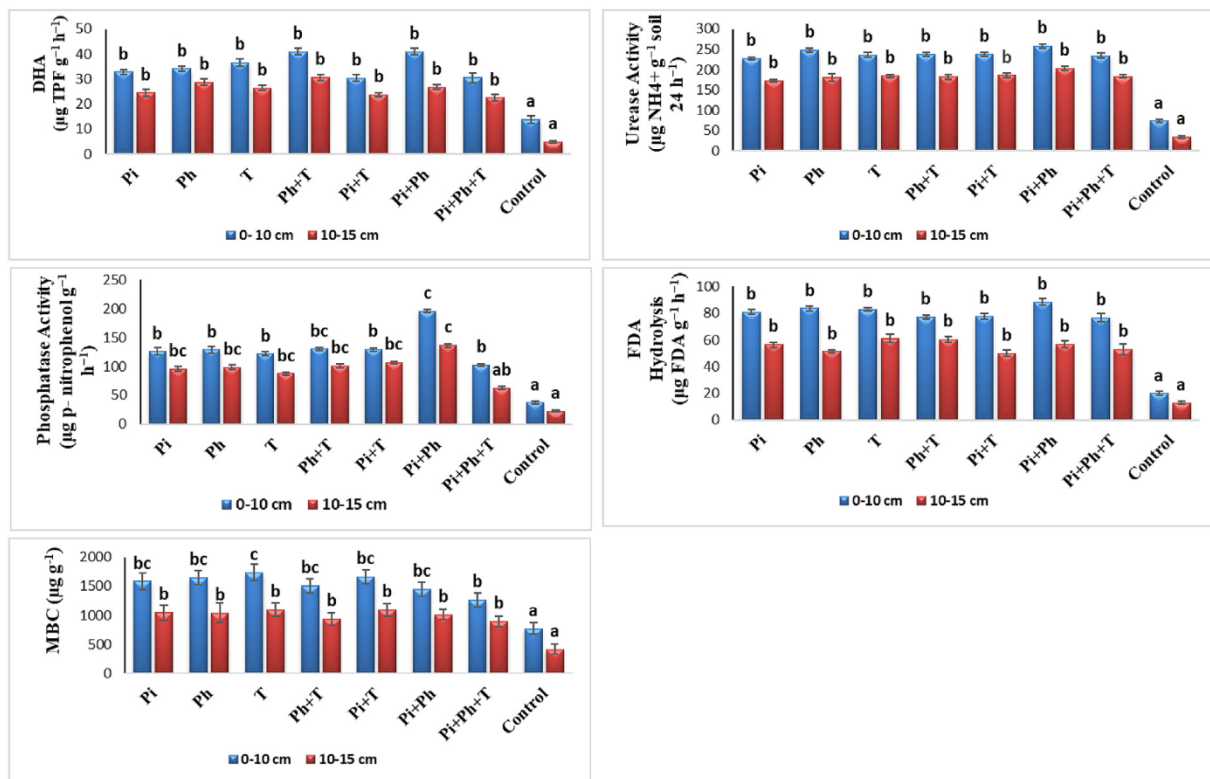 DHA
(µg TPF g⁻¹ h⁻¹)
50
40
30
20
10
0
b b b b b b b b b b b b b b a a
Pi Ph T Ph+T Pi+T Pi+Ph Pi+Ph+T Control
0- 10 cm 10-15 cm
Urease Activity
(µg NH4+ g⁻¹ soil
24 h⁻¹)
300
250
200
150
100
50
0
b b b b b b b b b b b b b b a a
Pi Ph T Ph+T Pi+T Pi+Ph Pi+Ph+T Control
0-10 cm 10-15 cm
Phosphatase Activity
(µg p- nitrophenol g⁻¹
h⁻¹)
250
200
150
100
50
0
b bc b bc b bc bc bc b bc c c b ab a a
Pi Ph T Ph+T Pi+T Pi+Ph Pi+Ph+T Control
0-10 cm 10-15 cm
FDA
Hydrolysis
(µg FDA g⁻¹ h⁻¹)
100
80
60
40
20
0
b b b b b b b b b b b b b b a a
Pi Ph T Ph+T Pi+T Pi+Ph Pi+Ph+T Control
0-10 cm 10-15 cm
MBC (µg g⁻¹)
2000
1500
1000
500
0
bc b bc b c b bc b bc b bc b b b a a
Pi Ph T Ph+T Pi+T Pi+Ph Pi+Ph+T Control
0-10 cm 10-15 cm